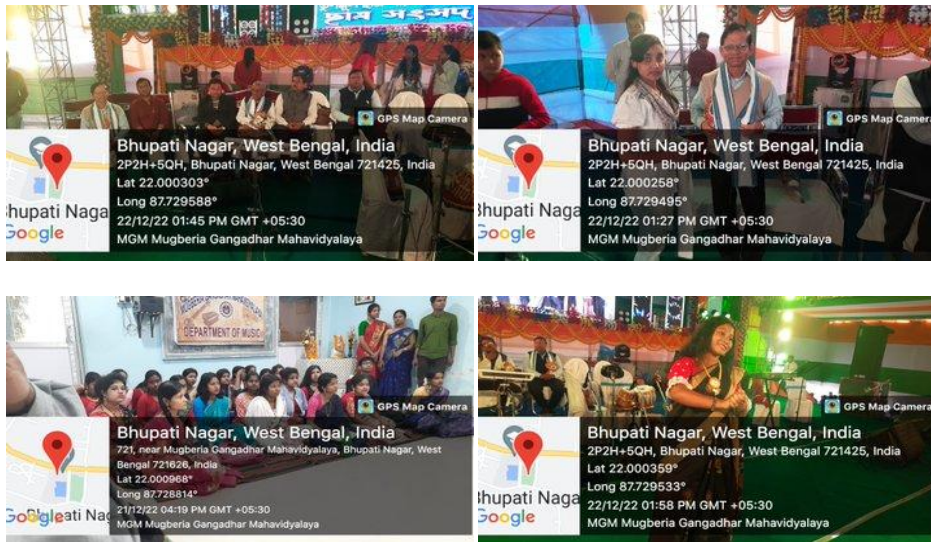 ছাত্র সংসদ
GPS Map Camera
Bhupati Nagar, West Bengal, India
2P2H+5QH, Bhupati Nagar, West Bengal 721425, India
Lat 22.000303°
Long 87.729588°
22/12/22 01:45 PM GMT +05:30
MGM Mugberia Gangadhar Mahavidyalaya
Bhupati Naga
Google
GPS Map Camera
Bhupati Nagar, West Bengal, India
2P2H+5QH, Bhupati Nagar, West Bengal 721425, India
Lat 22.000258°
Long 87.729495°
22/12/22 01:27 PM GMT +05:30
MGM Mugberia Gangadhar Mahavidyalaya
Bhupati Naga
Google
DEPARTMENT OF MUSIC
GPS Map Camera
Bhupati Nagar, West Bengal, India
721, near Mugberia Gangadhar Mahavidyalaya, Bhupati Nagar, West
Bengal 721626, India
Lat 22.000968°
Long 87.728814°
21/12/22 04:19 PM GMT +05:30
MGM Mugberia Gangadhar Mahavidyalaya
Google
GPS Map Camera
Bhupati Nagar, West Bengal, India
2P2H+5QH, Bhupati Nagar, West Bengal 721425, India
Lat 22.000359°
Long 87.729533°
22/12/22 01:58 PM GMT +05:30
MGM Mugberia Gangadhar Mahavidyalaya
Bhupati Naga
Google